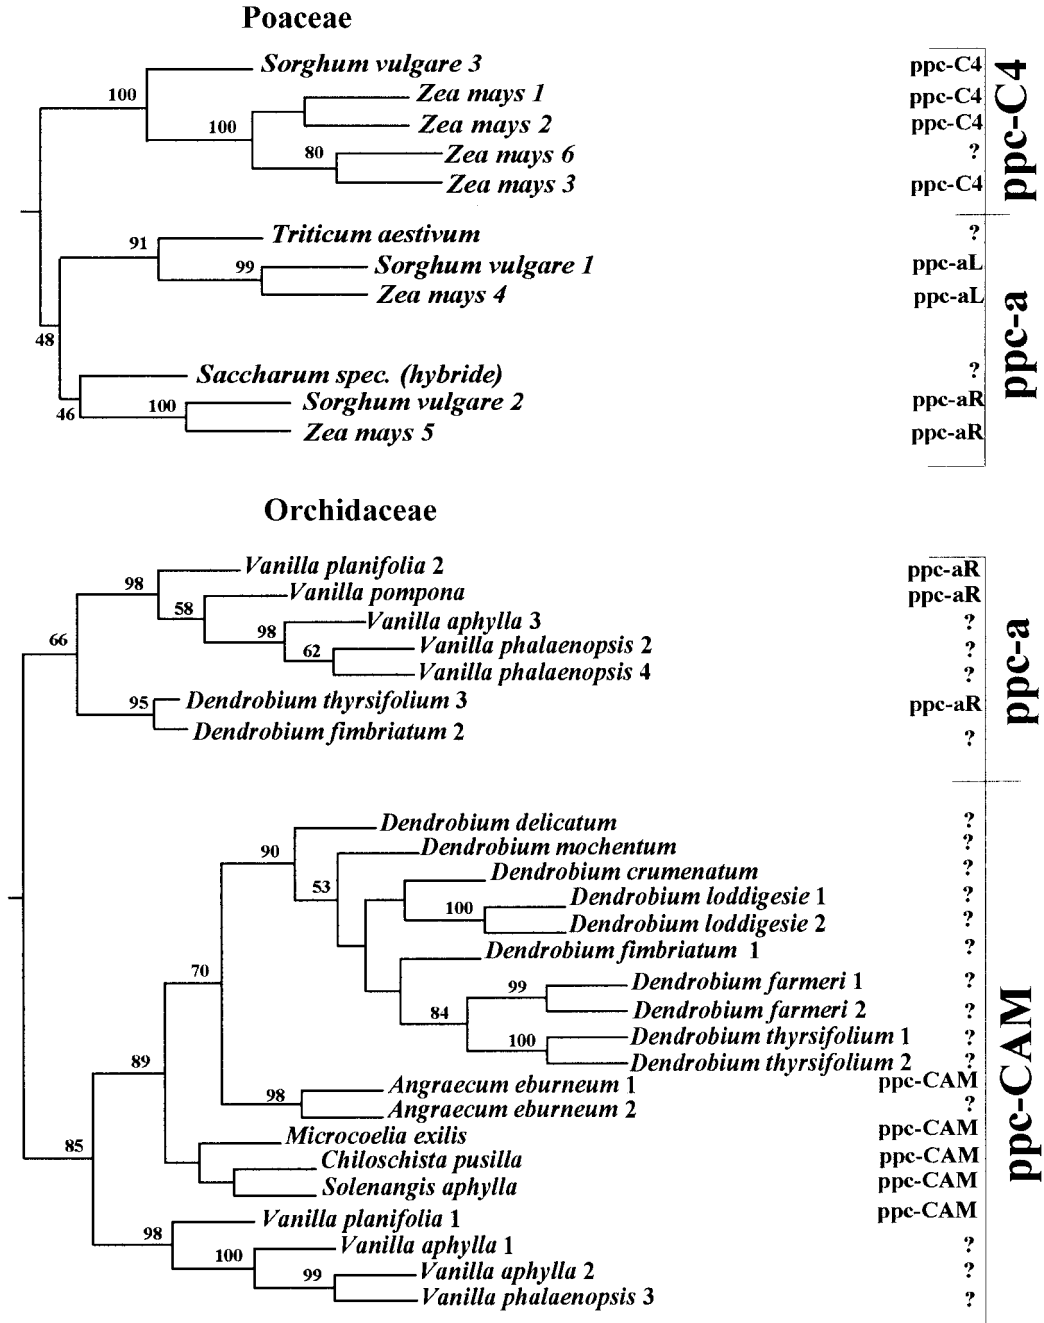 Poaceae
Sorghum vulgare 3 ppc-C4
100
Zea mays 1 ppc-C4
100
Zea mays 2 ppc-C4
80
Zea mays 6 ?
Zea mays 3 ppc-C4
ppc-C4
Triticum aestivum ?
91
Sorghum vulgare 1 ppc-aL
99
Zea mays 4 ppc-aL
48
Saccharum spec. (hybride) ?
Sorghum vulgare 2 ppc-aR
46
100
Zea mays 5 ppc-aR
ppc-a
Orchidaceae
Vanilla planifolia 2 ppc-aR
98
Vanilla pompona ppc-aR
58
Vanilla aphylla 3 ?
98
66
Vanilla phalaenopsis 2 ?
62
Vanilla phalaenopsis 4 ?
Dendrobium thyrsifolium 3 ppc-aR
95
Dendrobium fimbriatum 2 ?
ppc-a
Dendrobium delicatum ?
90
Dendrobium mochentum ?
Dendrobium crumenatum ?
53
Dendrobium loddigesie 1 ?
100
Dendrobium loddigesie 2 ?
Dendrobium fimbriatum 1 ?
70
Dendrobium farmeri 1 ?
99
Dendrobium farmeri 2 ?
84
Dendrobium thyrsifolium 1 ?
100
Dendrobium thyrsifolium 2 ?
89
Angraecum eburneum 1 ppc-CAM
98
Angraecum eburneum 2 ?
Microcoelia exilis ppc-CAM
85
Chiloschista pusilla ppc-CAM
Solenangis aphylla ppc-CAM
Vanilla planifolia 1 ppc-CAM
98
Vanilla aphylla 1 ?
100
Vanilla aphylla 2 ?
99
Vanilla phalaenopsis 3 ?
ppc-CAM